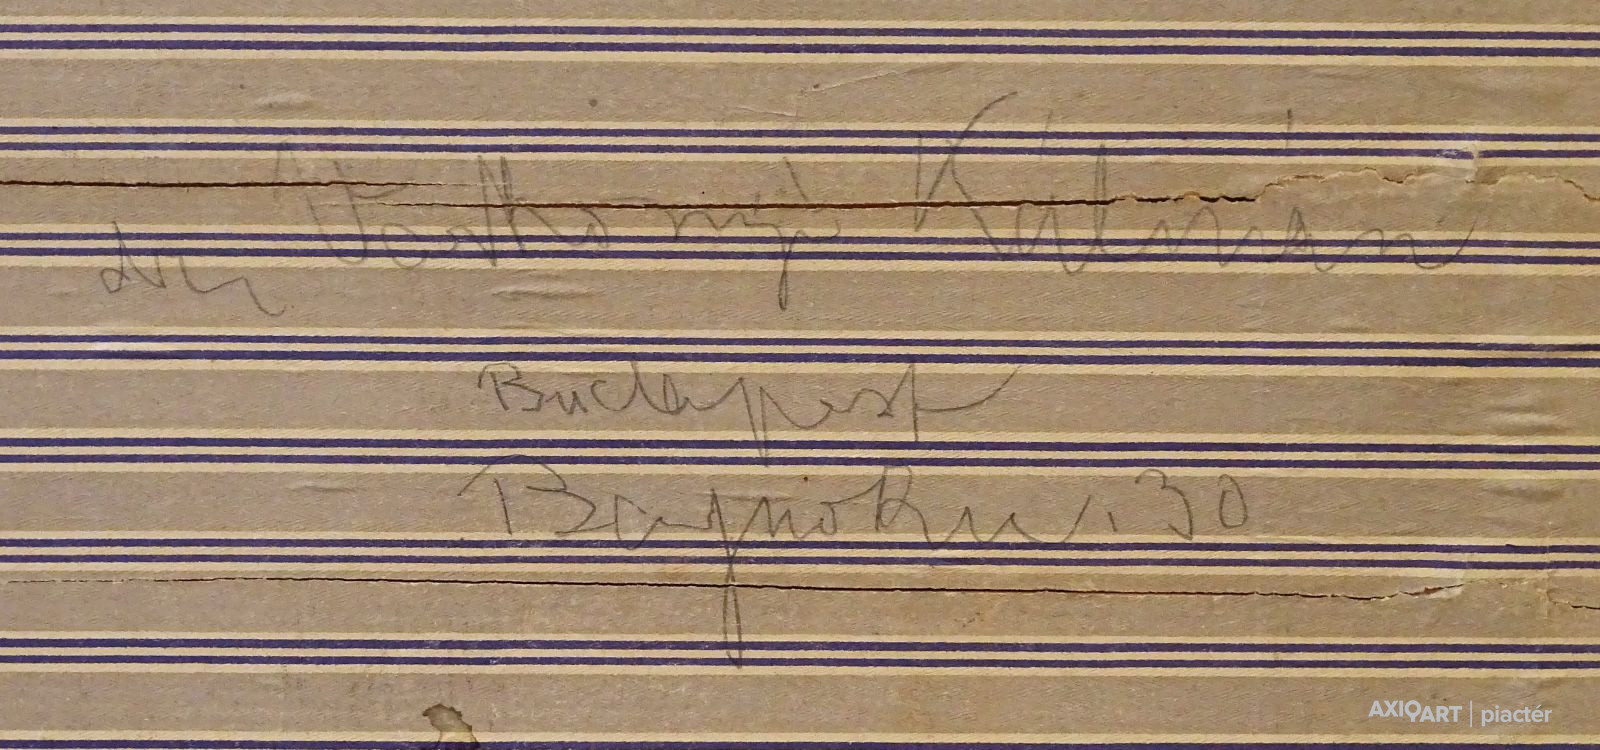 dr. Kálmán
Budapest
Bajnok u. 30
AXIOART | piactér